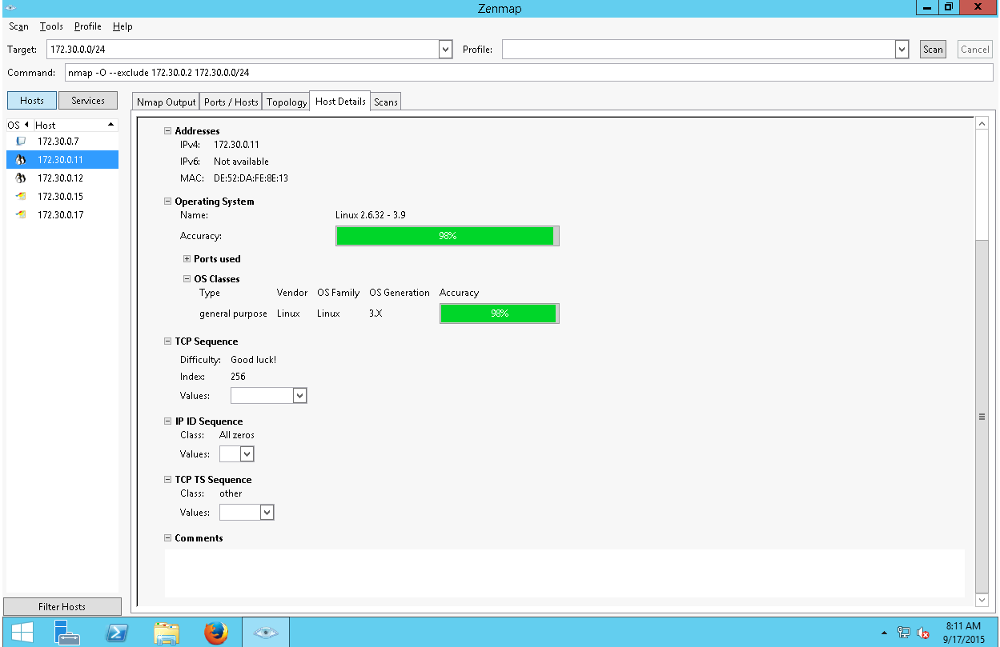 Zenmap
Scan Tools Profile Help
Target: 172.30.0.0/24 Profile: Scan Cancel
Command: nmap -O --exclude 172.30.0.2 172.30.0.0/24
Hosts Services
Nmap Output Ports / Hosts Topology Host Details Scans
OS Host
172.30.0.7
172.30.0.11
172.30.0.12
172.30.0.15
172.30.0.17
Filter Hosts
Addresses
IPv4: 172.30.0.11
IPv6: Not available
MAC: DE:52:DA:FE:8E:13
Operating System
Name: Linux 2.6.32 - 3.9
Accuracy: 98%
Ports used
OS Classes
Type Vendor OS Family OS Generation Accuracy
general purpose Linux Linux 3.X 98%
TCP Sequence
Difficulty: Good luck!
Index: 256
Values:
IP ID Sequence
Class: All zeros
Values:
TCP TS Sequence
Class: other
Values:
Comments
8:11 AM
9/17/2015